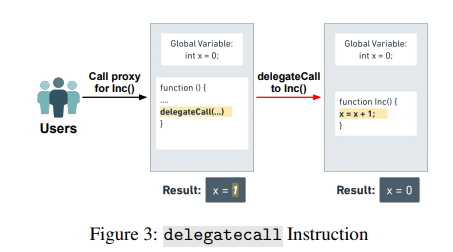 Users
Call proxy
for Inc()
Global Variable:
int x = 0;
function () {
....
delegateCall(...)
}
Result: x = 1
delegateCall
to Inc()
Global Variable:
int x = 0;
function Inc() {
x = x + 1;
}
Result: x = 0
Figure 3: delegatecall Instruction